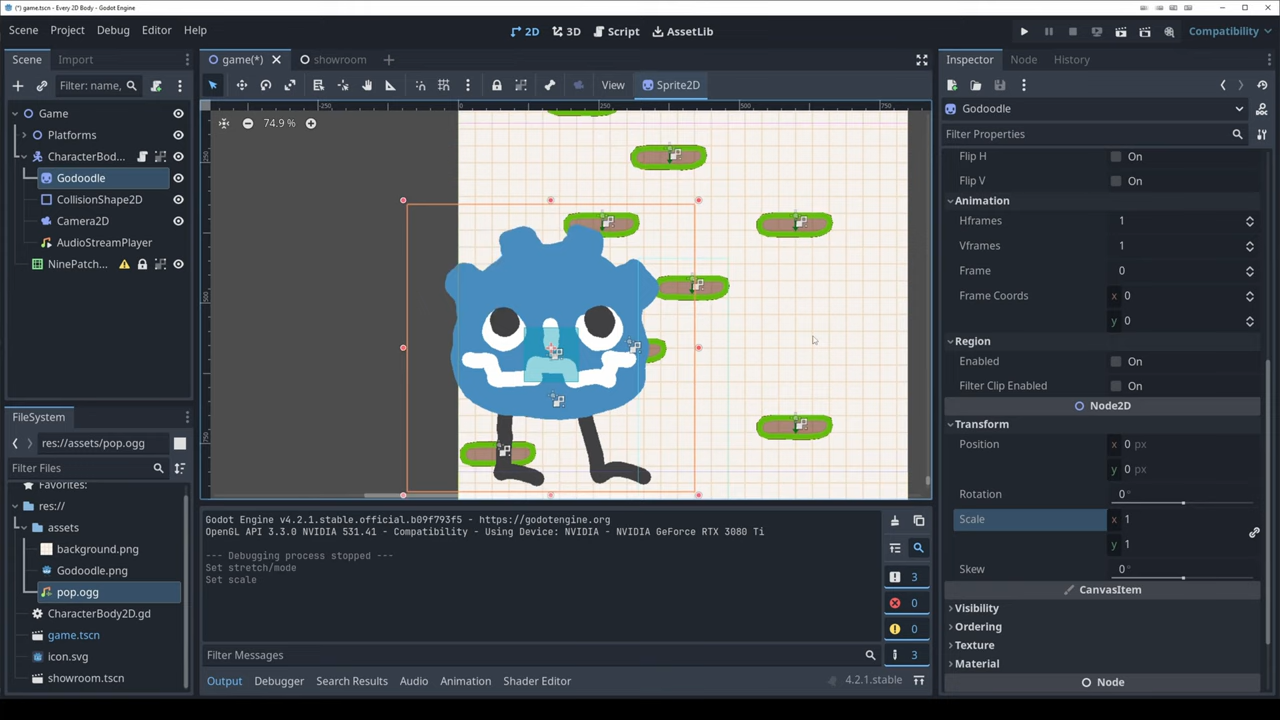 (*) game.tscn - Every 2D Body - Godot Engine
Scene Project Debug Editor Help
2D 3D Script AssetLib
Compatibility
Scene Import
game(*) showroom
Inspector Node History
Filter: name,
View Sprite2D
Game
Platforms
CharacterBod...
Godoodle
CollisionShape2D
Camera2D
AudioStreamPlayer
NinePatch...
-250 0 250 500 750
74.9 %
250
500
750
Godoodle
Filter Properties
Flip H On
Flip V On
Animation
Hframes 1
Vframes 1
Frame 0
Frame Coords x 0
y 0
Region
Enabled On
Filter Clip Enabled On
Node2D
Transform
Position x 0 px
y 0 px
Rotation 0 °
Scale x 1
y 1
Skew 0 °
CanvasItem
Visibility
Ordering
Texture
Material
Node
FileSystem
res://assets/pop.ogg
Filter Files
Favorites:
res://
assets
background.png
Godoodle.png
pop.ogg
CharacterBody2D.gd
game.tscn
icon.svg
showroom.tscn
Godot Engine v4.2.1.stable.official.b09f793f5 - https://godotengine.org
OpenGL API 3.3.0 NVIDIA 531.41 - Compatibility - Using Device: NVIDIA - NVIDIA GeForce RTX 3080 Ti
--- Debugging process stopped ---
Set stretch/mode
Set scale
3
0
0
3
Filter Messages
Output Debugger Search Results Audio Animation Shader Editor
4.2.1.stable